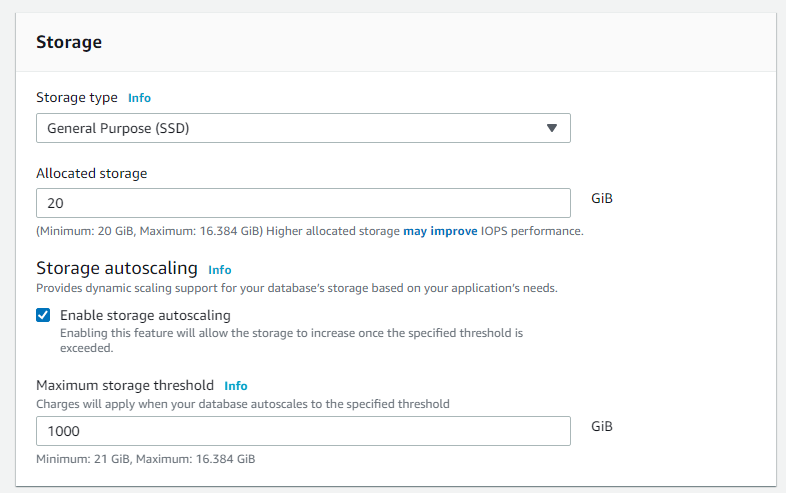 Storage
Storage type Info
General Purpose (SSD)
Allocated storage
20
GiB
(Minimum: 20 GiB, Maximum: 16.384 GiB) Higher allocated storage may improve IOPS performance.
Storage autoscaling Info
Provides dynamic scaling support for your database's storage based on your application's needs.
Enable storage autoscaling
Enabling this feature will allow the storage to increase once the specified threshold is
exceeded.
Maximum storage threshold Info
Charges will apply when your database autoscales to the specified threshold
1000
GiB
Minimum: 21 GiB, Maximum: 16.384 GiB